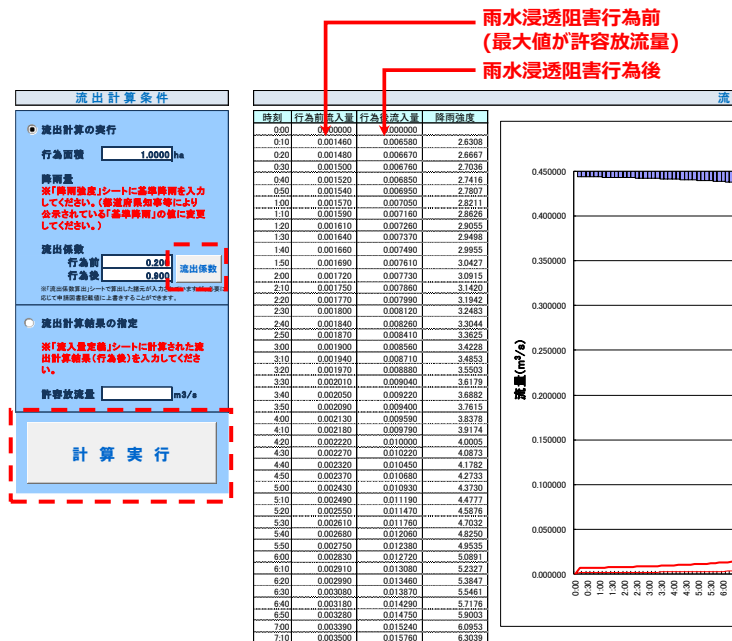 雨水浸透阻害行為前
(最大値が許容放流量)
雨水浸透阻害行為後
流出計算条件
流出計算の実行
行為面積 1.0000 ha
降雨量
※「降雨強度」シートに基準降雨を入力
してください。(都道府県知事等により
公示されている「基準降雨」の値に変更
してください。)
流出係数
行為前 0.200
行為後 0.900
流出係数
流出計算結果の指定
※「流入量定義」シートに計算された流
出計算結果(行為後)を入力してくださ
い。
許容放流量 m3/s
計算実行
流
時刻 行為前流入量 行為後流入量 降雨強度
0:00 0.000000 0.000000
0:10 0.001460 0.006580 2.6308
0:20 0.001480 0.006670 2.6667
0:30 0.001500 0.006760 2.7036
0:40 0.001520 0.006850 2.7416
0:50 0.001540 0.006950 2.7807
1:00 0.001570 0.007050 2.8211
1:10 0.001590 0.007160 2.8626
1:20 0.001610 0.007260 2.9055
1:30 0.001640 0.007370 2.9498
1:40 0.001660 0.007490 2.9955
1:50 0.001690 0.007610 3.0427
2:00 0.001720 0.007730 3.0915
2:10 0.001750 0.007860 3.1420
2:20 0.001770 0.007990 3.1942
2:30 0.001800 0.008120 3.2483
2:40 0.001840 0.008260 3.3044
2:50 0.001870 0.008410 3.3625
3:00 0.001900 0.008560 3.4228
3:10 0.001940 0.008710 3.4853
3:20 0.001970 0.008880 3.5503
3:30 0.002010 0.009040 3.6179
3:40 0.002050 0.009220 3.6882
3:50 0.002090 0.009400 3.7615
4:00 0.002130 0.009590 3.8378
4:10 0.002180 0.009790 3.9174
4:20 0.002220 0.010000 4.0005
4:30 0.002270 0.010220 4.0873
4:40 0.002320 0.010450 4.1782
4:50 0.002370 0.010680 4.2733
5:00 0.002430 0.010930 4.3730
5:10 0.002490 0.011190 4.4777
5:20 0.002550 0.011470 4.5876
5:30 0.002610 0.011760 4.7032
5:40 0.002680 0.012060 4.8250
5:50 0.002750 0.012380 4.9535
6:00 0.002830 0.012720 5.0891
6:10 0.002910 0.013080 5.2327
6:20 0.002990 0.013460 5.3847
6:30 0.003080 0.013870 5.5461
6:40 0.003180 0.014290 5.7176
6:50 0.003280 0.014750 5.9003
7:00 0.003390 0.015240 6.0953
7:10 0.003500 0.015760 6.3039
流量(m³/s)
0.450000
0.400000
0.350000
0.300000
0.250000
0.200000
0.150000
0.100000
0.050000
0.000000
0:00 0:30 1:00 1:30 2:00 2:30 3:00 3:30 4:00 4:30 5:00 5:30 6:00